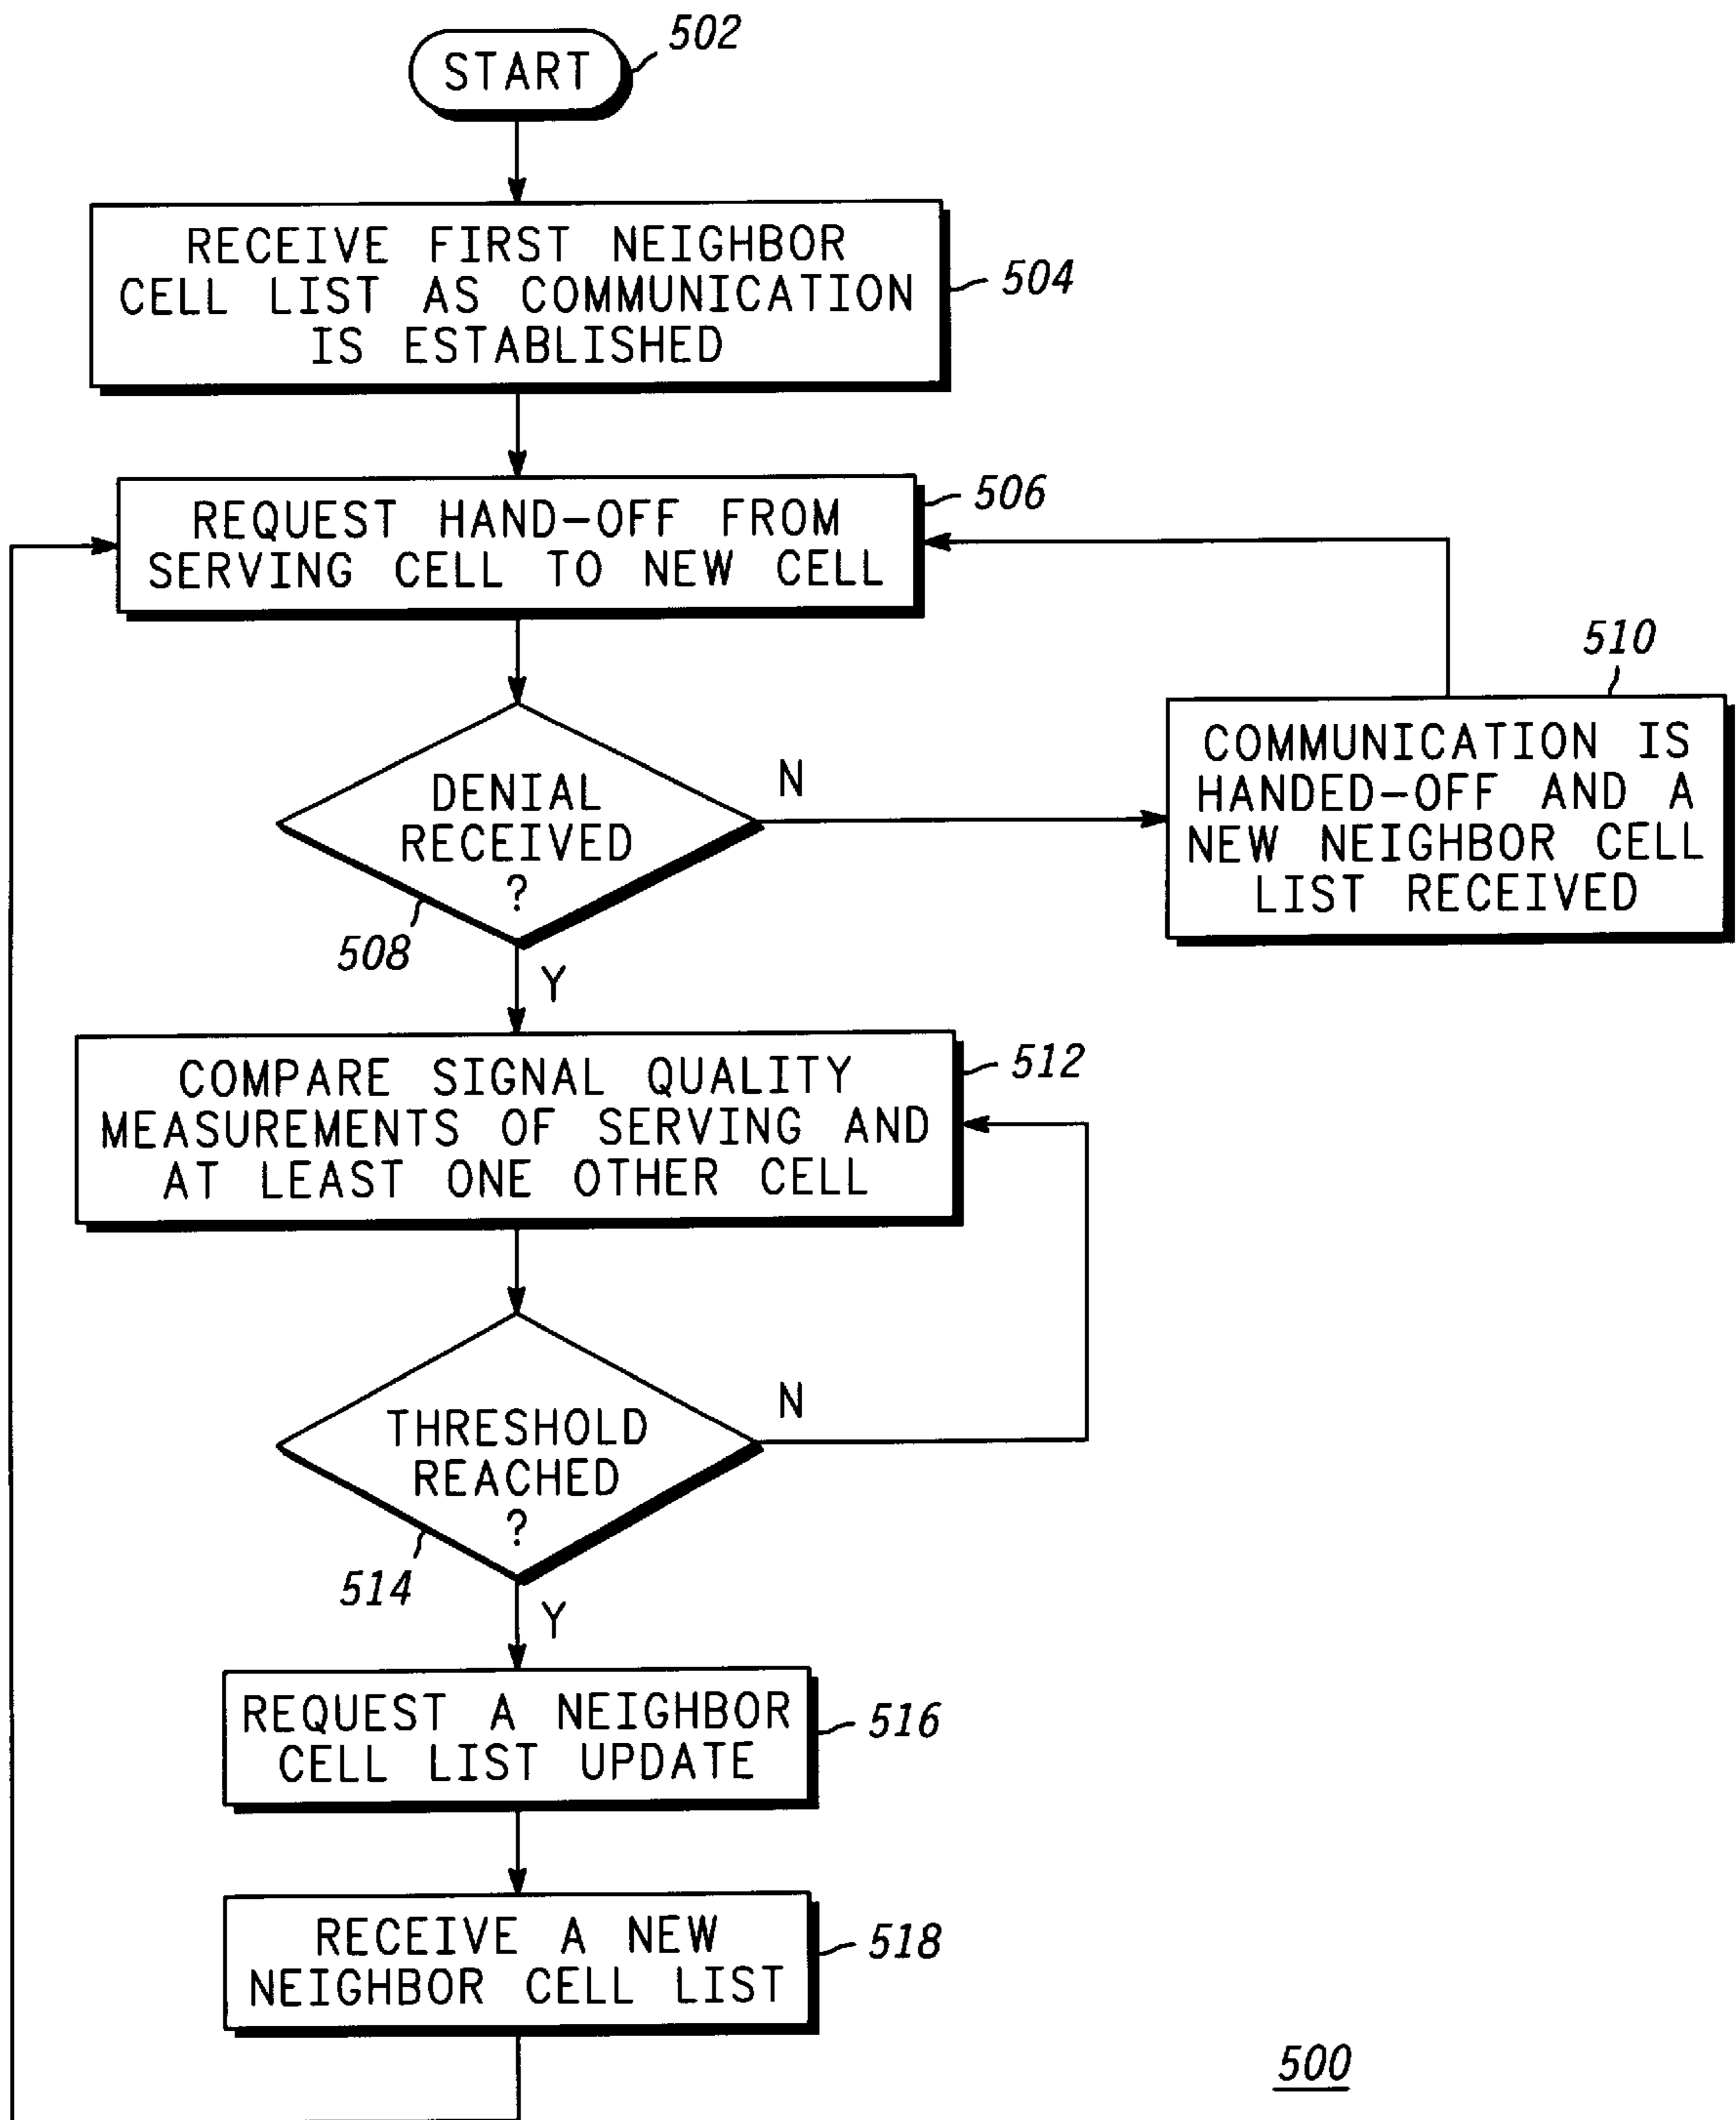 START
502
RECEIVE FIRST NEIGHBOR
CELL LIST AS COMMUNICATION
IS ESTABLISHED
504
REQUEST HAND-OFF FROM
SERVING CELL TO NEW CELL
506
DENIAL
RECEIVED
?
508
N
Y
510
COMMUNICATION IS
HANDED-OFF AND A
NEW NEIGHBOR CELL
LIST RECEIVED
COMPARE SIGNAL QUALITY
MEASUREMENTS OF SERVING AND
AT LEAST ONE OTHER CELL
512
THRESHOLD
REACHED
?
514
N
Y
REQUEST A NEIGHBOR
CELL LIST UPDATE
516
RECEIVE A NEW
NEIGHBOR CELL LIST
518
500